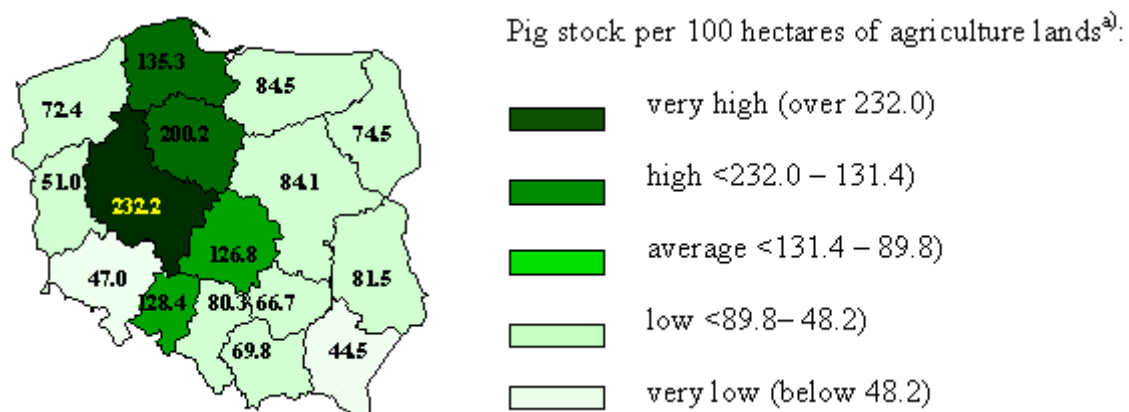 Pig stock per 100 hectares of agriculture lands a):
very high (over 232.0)
high <232.0 – 131.4)
average <131.4 – 89.8)
low <89.8– 48.2)
very low (below 48.2)
135.3
84.5
72.4
200.2
74.5
51.0
84.1
232.2
126.8
47.0
81.5
128.4
80.3
66.7
69.8
44.5